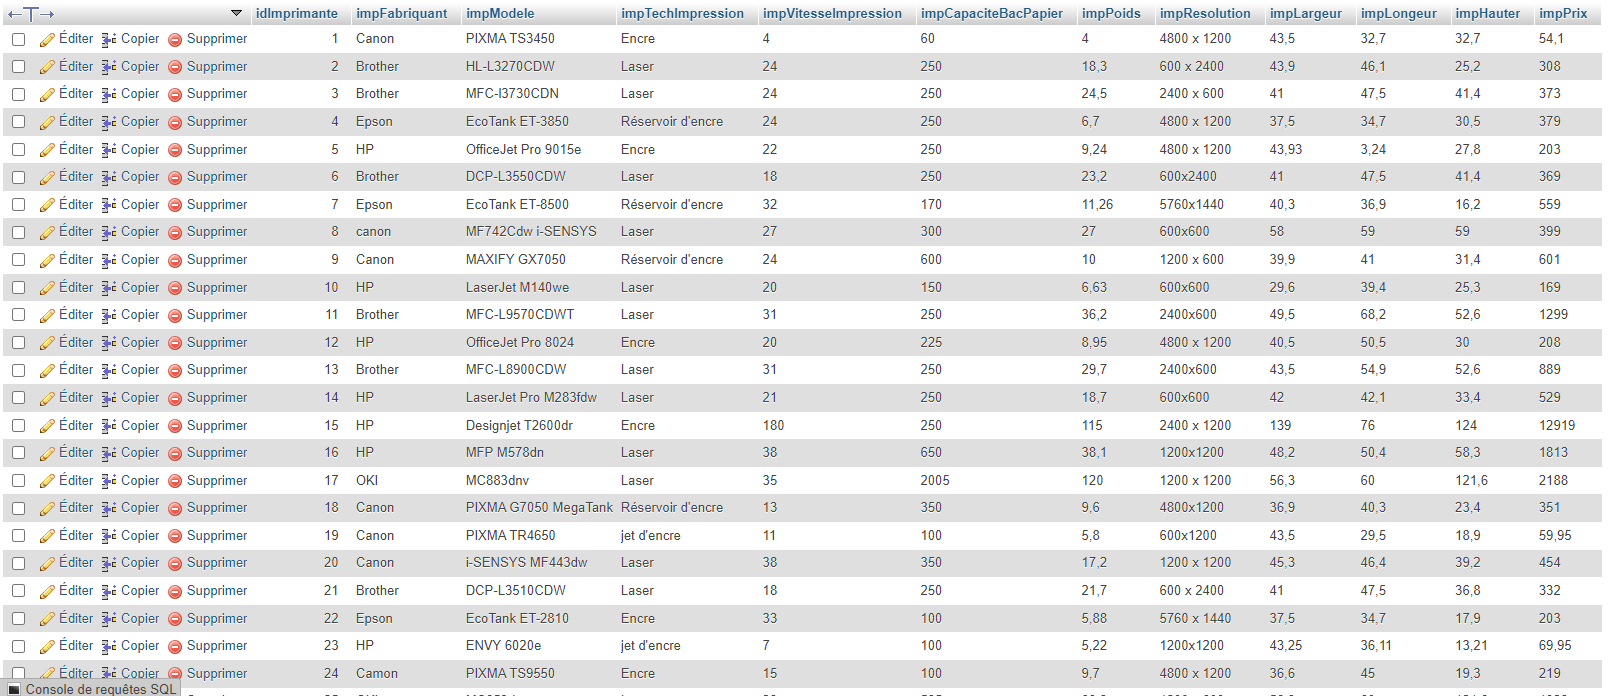 idImprimante impFabriquant impModele impTechImpression impVitesseImpression impCapaciteBacPapier impPoids impResolution impLargeur impLongeur impHauter impPrix
Éditer Copier Supprimer 1 Canon PIXMA TS3450 Encre 4 60 4 4800 x 1200 43,5 32,7 32,7 54,1
Éditer Copier Supprimer 2 Brother HL-L3270CDW Laser 24 250 18,3 600 x 2400 43,9 46,1 25,2 308
Éditer Copier Supprimer 3 Brother MFC-I3730CDN Laser 24 250 24,5 2400 x 600 41 47,5 41,4 373
Éditer Copier Supprimer 4 Epson EcoTank ET-3850 Réservoir d'encre 24 250 6,7 4800 x 1200 37,5 34,7 30,5 379
Éditer Copier Supprimer 5 HP OfficeJet Pro 9015e Encre 22 250 9,24 4800 x 1200 43,93 3,24 27,8 203
Éditer Copier Supprimer 6 Brother DCP-L3550CDW Laser 18 250 23,2 600x2400 41 47,5 41,4 369
Éditer Copier Supprimer 7 Epson EcoTank ET-8500 Réservoir d'encre 32 170 11,26 5760x1440 40,3 36,9 16,2 559
Éditer Copier Supprimer 8 canon MF742Cdw i-SENSYS Laser 27 300 27 600x600 58 59 59 399
Éditer Copier Supprimer 9 Canon MAXIFY GX7050 Réservoir d'encre 24 600 10 1200 x 600 39,9 41 31,4 601
Éditer Copier Supprimer 10 HP LaserJet M140we Laser 20 150 6,63 600x600 29,6 39,4 25,3 169
Éditer Copier Supprimer 11 Brother MFC-L9570CDWT Laser 31 250 36,2 2400x600 49,5 68,2 52,6 1299
Éditer Copier Supprimer 12 HP OfficeJet Pro 8024 Encre 20 225 8,95 4800 x 1200 40,5 50,5 30 208
Éditer Copier Supprimer 13 Brother MFC-L8900CDW Laser 31 250 29,7 2400x600 43,5 54,9 52,6 889
Éditer Copier Supprimer 14 HP LaserJet Pro M283fdw Laser 21 250 18,7 600x600 42 42,1 33,4 529
Éditer Copier Supprimer 15 HP Designjet T2600dr Encre 180 250 115 2400 x 1200 139 76 124 12919
Éditer Copier Supprimer 16 HP MFP M578dn Laser 38 650 38,1 1200x1200 48,2 50,4 58,3 1813
Éditer Copier Supprimer 17 OKI MC883dnv Laser 35 2005 120 1200 x 1200 56,3 60 121,6 2188
Éditer Copier Supprimer 18 Canon PIXMA G7050 MegaTank Réservoir d'encre 13 350 9,6 4800x1200 36,9 40,3 23,4 351
Éditer Copier Supprimer 19 Canon PIXMA TR4650 jet d'encre 11 100 5,8 600x1200 43,5 29,5 18,9 59,95
Éditer Copier Supprimer 20 Canon i-SENSYS MF443dw Laser 38 350 17,2 1200 x 1200 45,3 46,4 39,2 454
Éditer Copier Supprimer 21 Brother DCP-L3510CDW Laser 18 250 21,7 600 x 2400 41 47,5 36,8 332
Éditer Copier Supprimer 22 Epson EcoTank ET-2810 Encre 33 100 5,88 5760 x 1440 37,5 34,7 17,9 203
Éditer Copier Supprimer 23 HP ENVY 6020e jet d'encre 7 100 5,22 1200x1200 43,25 36,11 13,21 69,95
Éditer Copier Supprimer 24 Camon PIXMA TS9550 Encre 15 100 9,7 4800 x 1200 36,6 45 19,3 219
Console de requêtes SQL